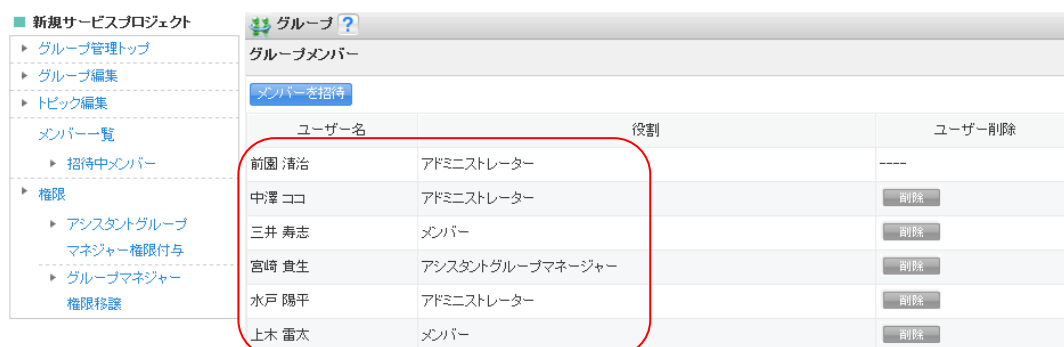 新規サービスプロジェクト
グループ管理トップ
グループ編集
トピック編集
メンバー一覧
招待中メンバー
権限
アシスタントグループ
マネジャー権限付与
グループマネジャー
権限移譲
グループ ?
グループメンバー
メンバーを招待
ユーザー名 役割 ユーザー削除
前園 清治 アドミニストレーター ----
中澤 ココ アドミニストレーター 削除
三井 寿志 メンバー 削除
宮崎 貴生 アシスタントグループマネージャー 削除
水戸 陽平 アドミニストレーター 削除
上木 雷太 メンバー 削除